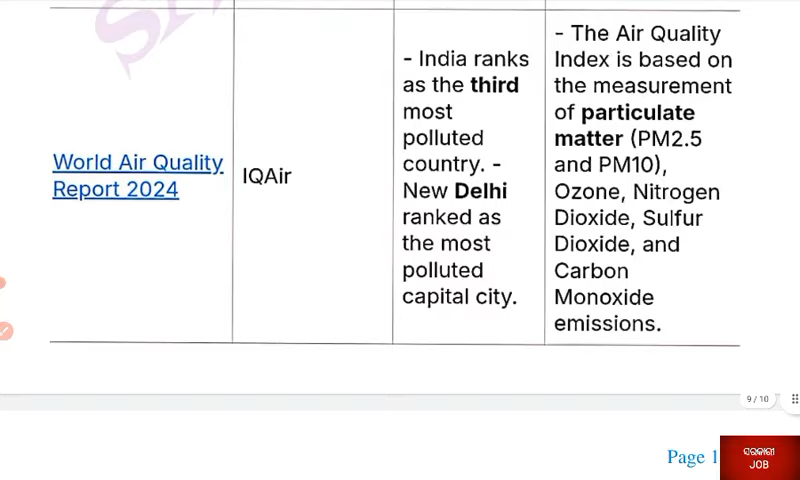 World Air Quality
Report 2024
IQAir
- India ranks
as the third
most
polluted
country. -
New Delhi
ranked as
the most
polluted
capital city.
- The Air Quality
Index is based on
the measurement
of particulate
matter (PM2.5
and PM10),
Ozone, Nitrogen
Dioxide, Sulfur
Dioxide, and
Carbon
Monoxide
emissions.
9 / 10
Page 1
ସରକାରୀ
JOB